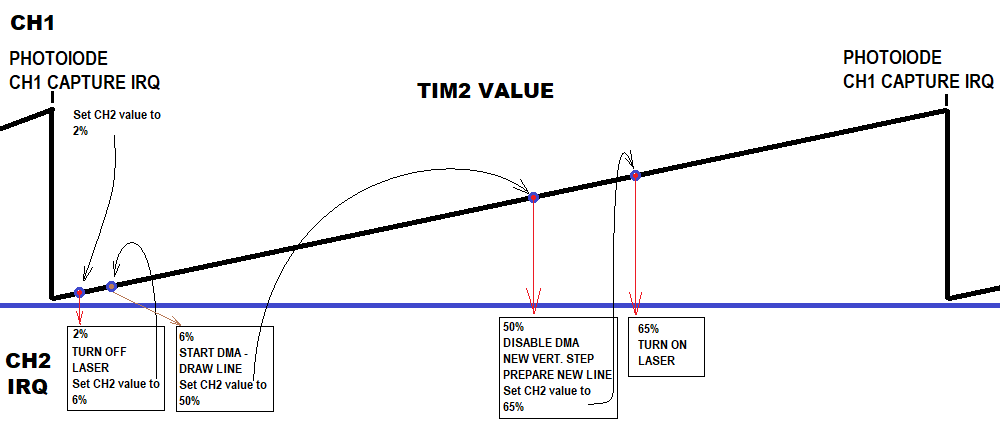 CH1
PHOTOIODE
CH1 CAPTURE IRQ
PHOTOIODE
CH1 CAPTURE IRQ
TIM2 VALUE
Set CH2 value to
2%
CH2
IRQ
2%
TURN OFF
LASER
Set CH2 value to
6%
6%
START DMA -
DRAW LINE
Set CH2 value to
50%
50%
DISABLE DMA
NEW VERT. STEP
PREPARE NEW LINE
Set CH2 value to
65%
65%
TURN ON
LASER